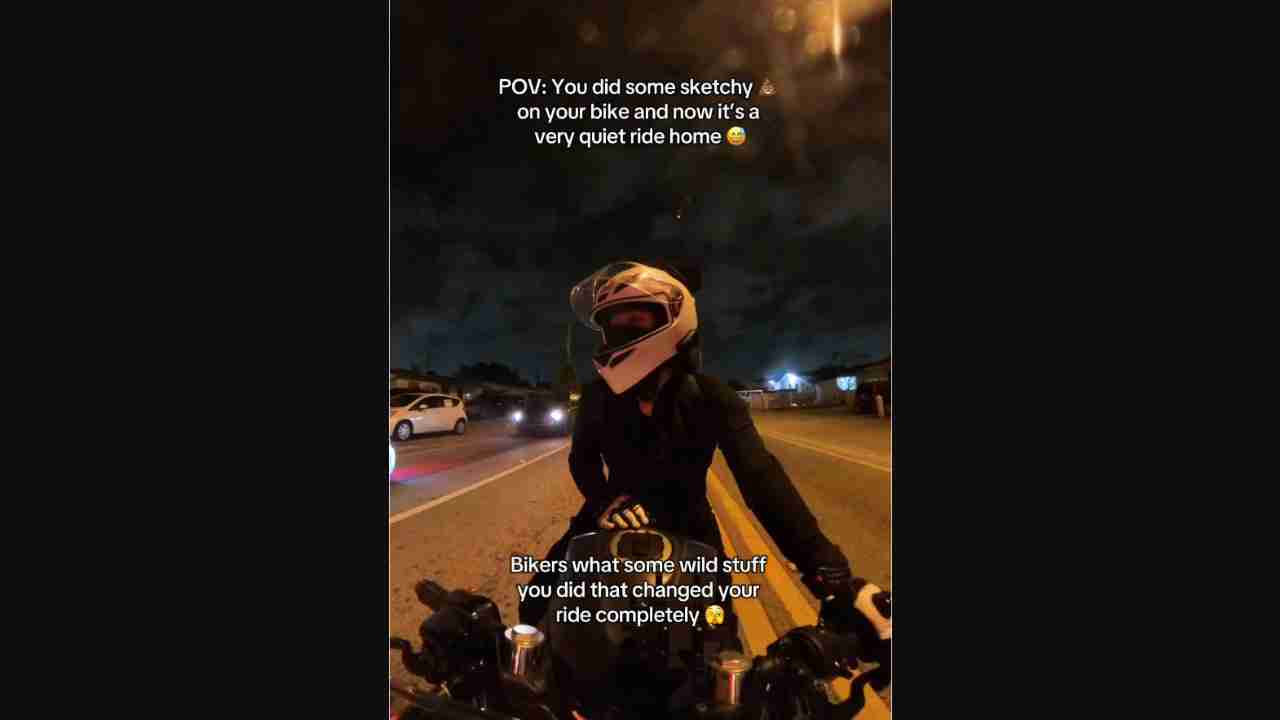 POV: You did some sketchy 💩
on your bike and now it's a
very quiet ride home 😅
Bikers what some wild stuff
you did that changed your
ride completely 🫣